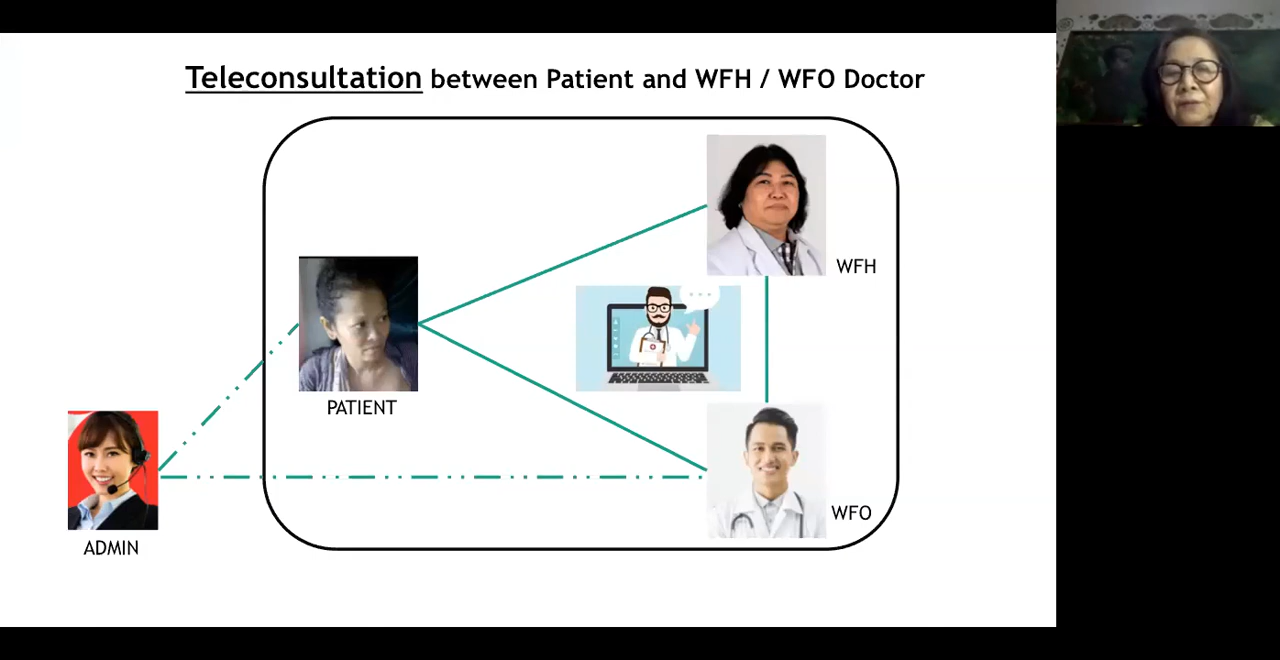 Teleconsultation between Patient and WFH / WFO Doctor
WFH
PATIENT
WFO
ADMIN